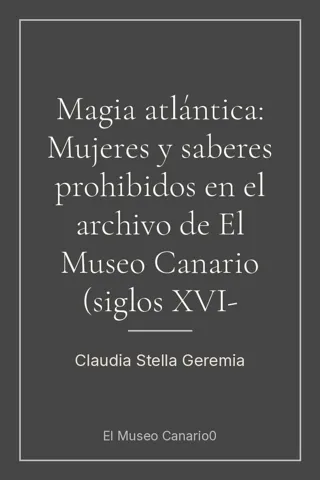 Magia atlántica:
Mujeres y saberes
prohibidos en el
archivo de El
Museo Canario
(siglos XVI-
Claudia Stella Geremia
El Museo Canario0